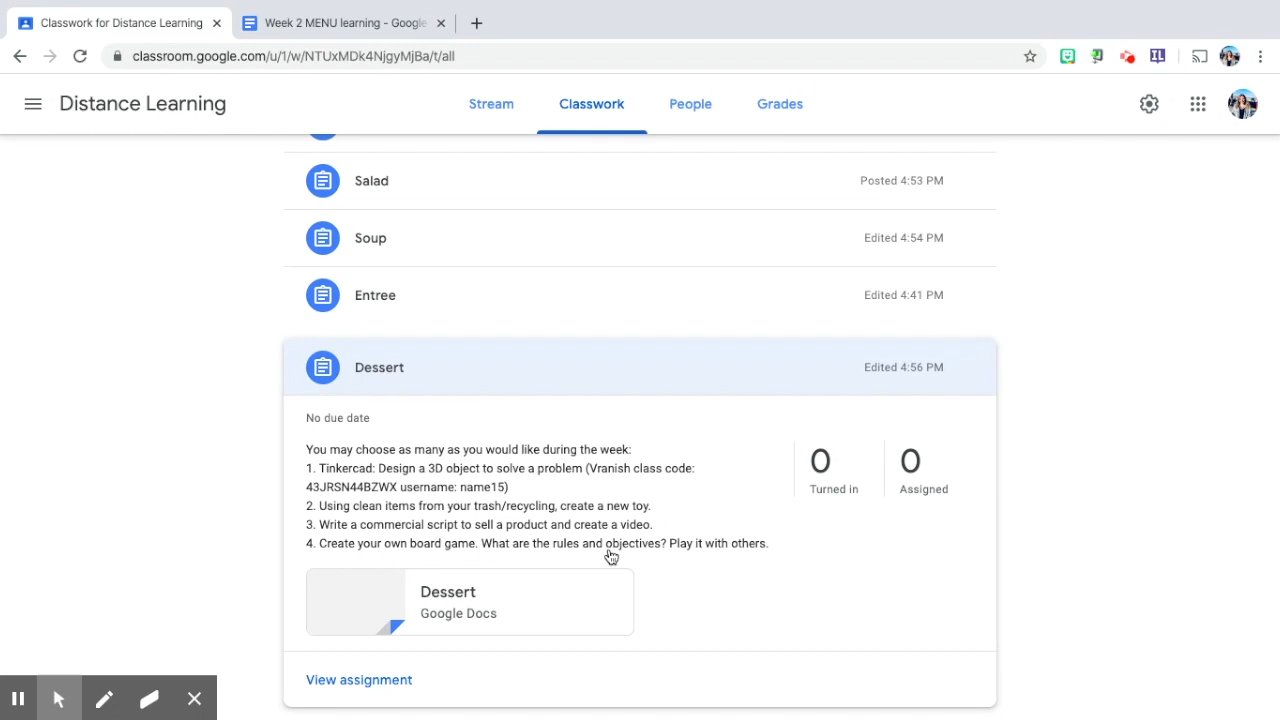 Classwork for Distance Learning
Week 2 MENU learning - Google
classroom.google.com/u/1/w/NTUxMDk4NjgyMjBa/t/all
IL
Distance Learning
Stream
Classwork
People
Grades
Salad
Posted 4:53 PM
Soup
Edited 4:54 PM
Entree
Edited 4:41 PM
Dessert
Edited 4:56 PM
No due date
You may choose as many as you would like during the week:
1. Tinkercad: Design a 3D object to solve a problem (Vranish class code:
43JRSN44BZWX username: name15)
2. Using clean items from your trash/recycling, create a new toy.
3. Write a commercial script to sell a product and create a video.
4. Create your own board game. What are the rules and objectives? Play it with others.
0
Turned in
0
Assigned
Dessert
Google Docs
View assignment